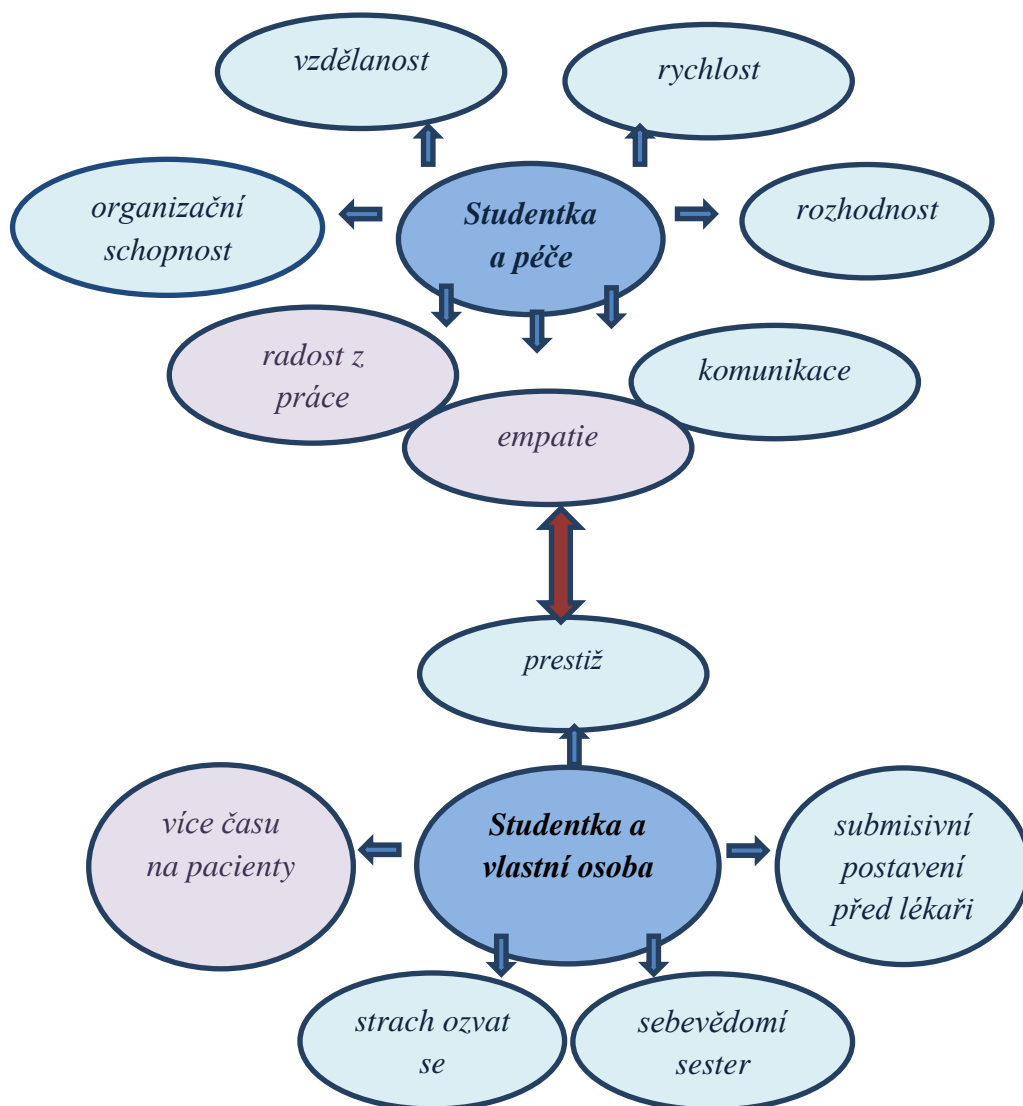 vzdělanost
rychlost
organizační
schopnost
Studentka
a péče
rozhodnost
radost z
práce
komunikace
empatie
prestiž
více času
na pacienty
Studentka a
vlastní osoba
submisivní
postavení
před lékaři
strach ozvat
se
sebevědomí
sester